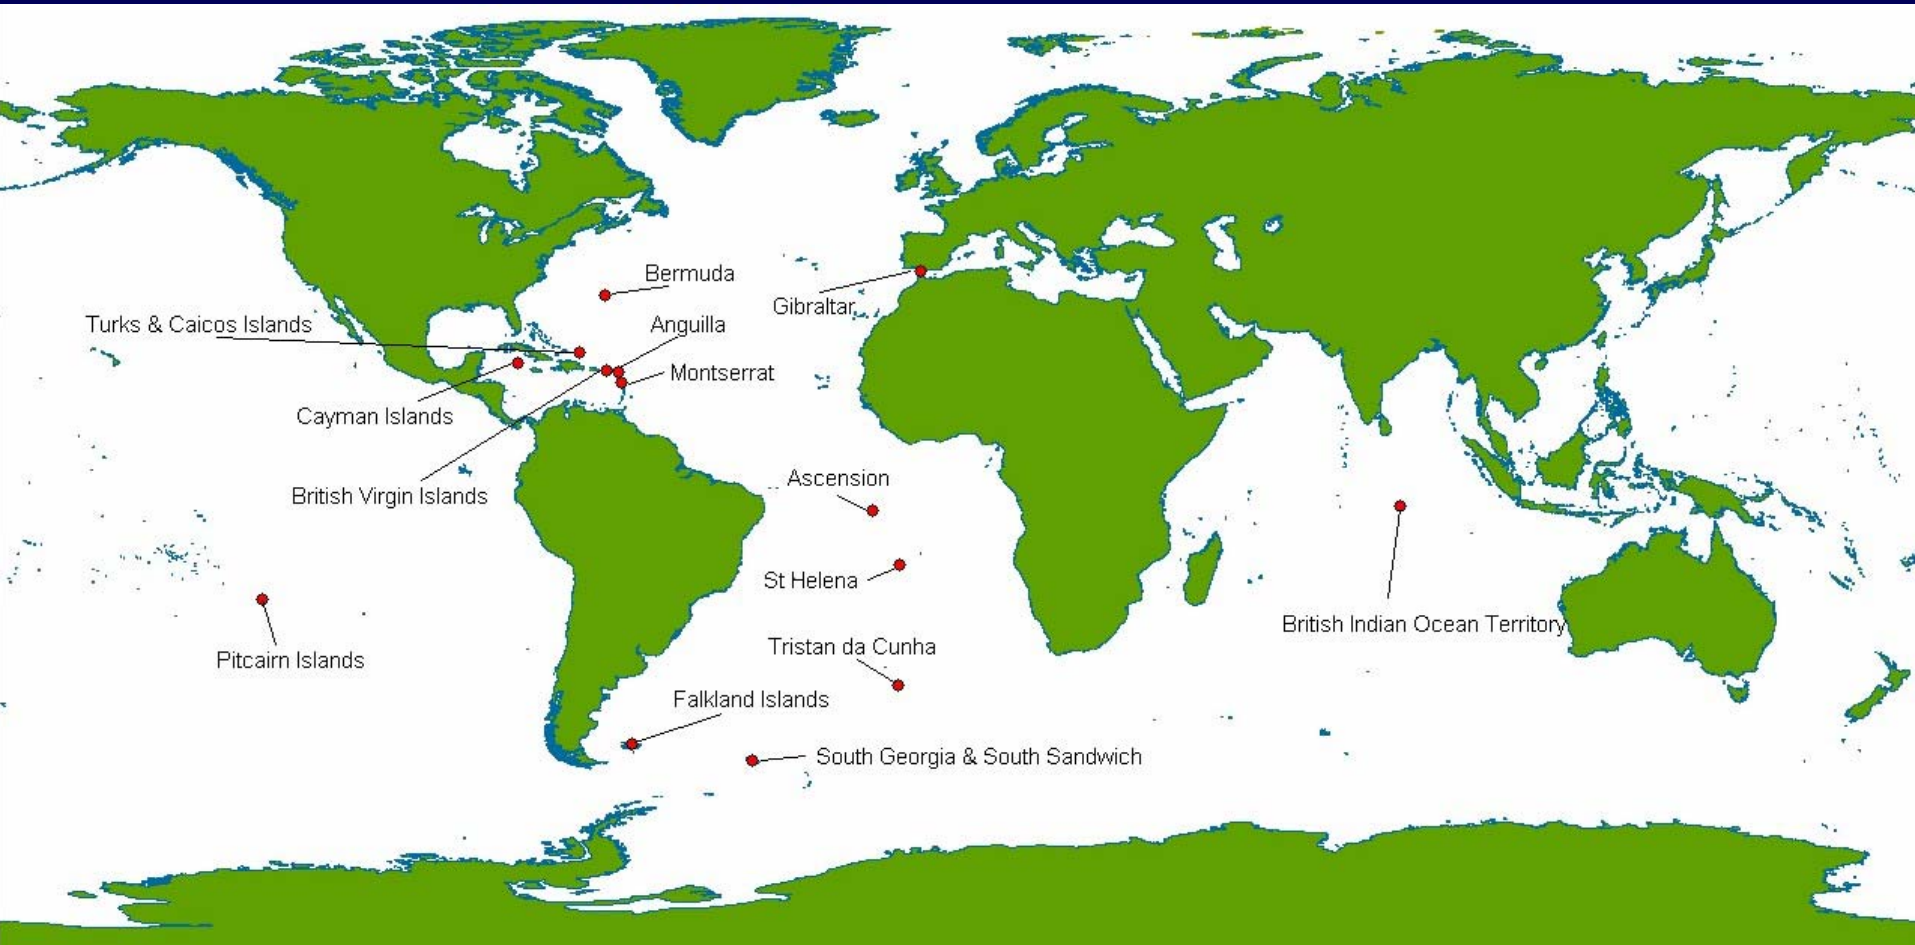 Bermuda
Gibraltar
Turks & Caicos Islands
Anguilla
Montserrat
Cayman Islands
British Virgin Islands
Ascension
St Helena
British Indian Ocean Territory
Tristan da Cunha
Pitcairn Islands
Falkland Islands
South Georgia & South Sandwich